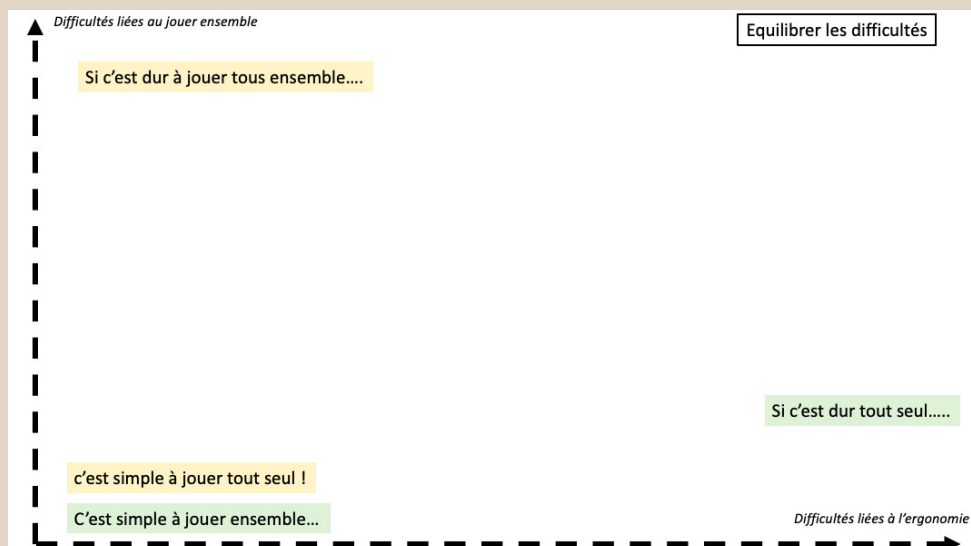 Difficultés liées au jouer ensemble
Equilibrer les difficultés
Si c’est dur à jouer tous ensemble….
Si c’est dur tout seul…..
c’est simple à jouer tout seul !
C’est simple à jouer ensemble…
Difficultés liées à l’ergonomie